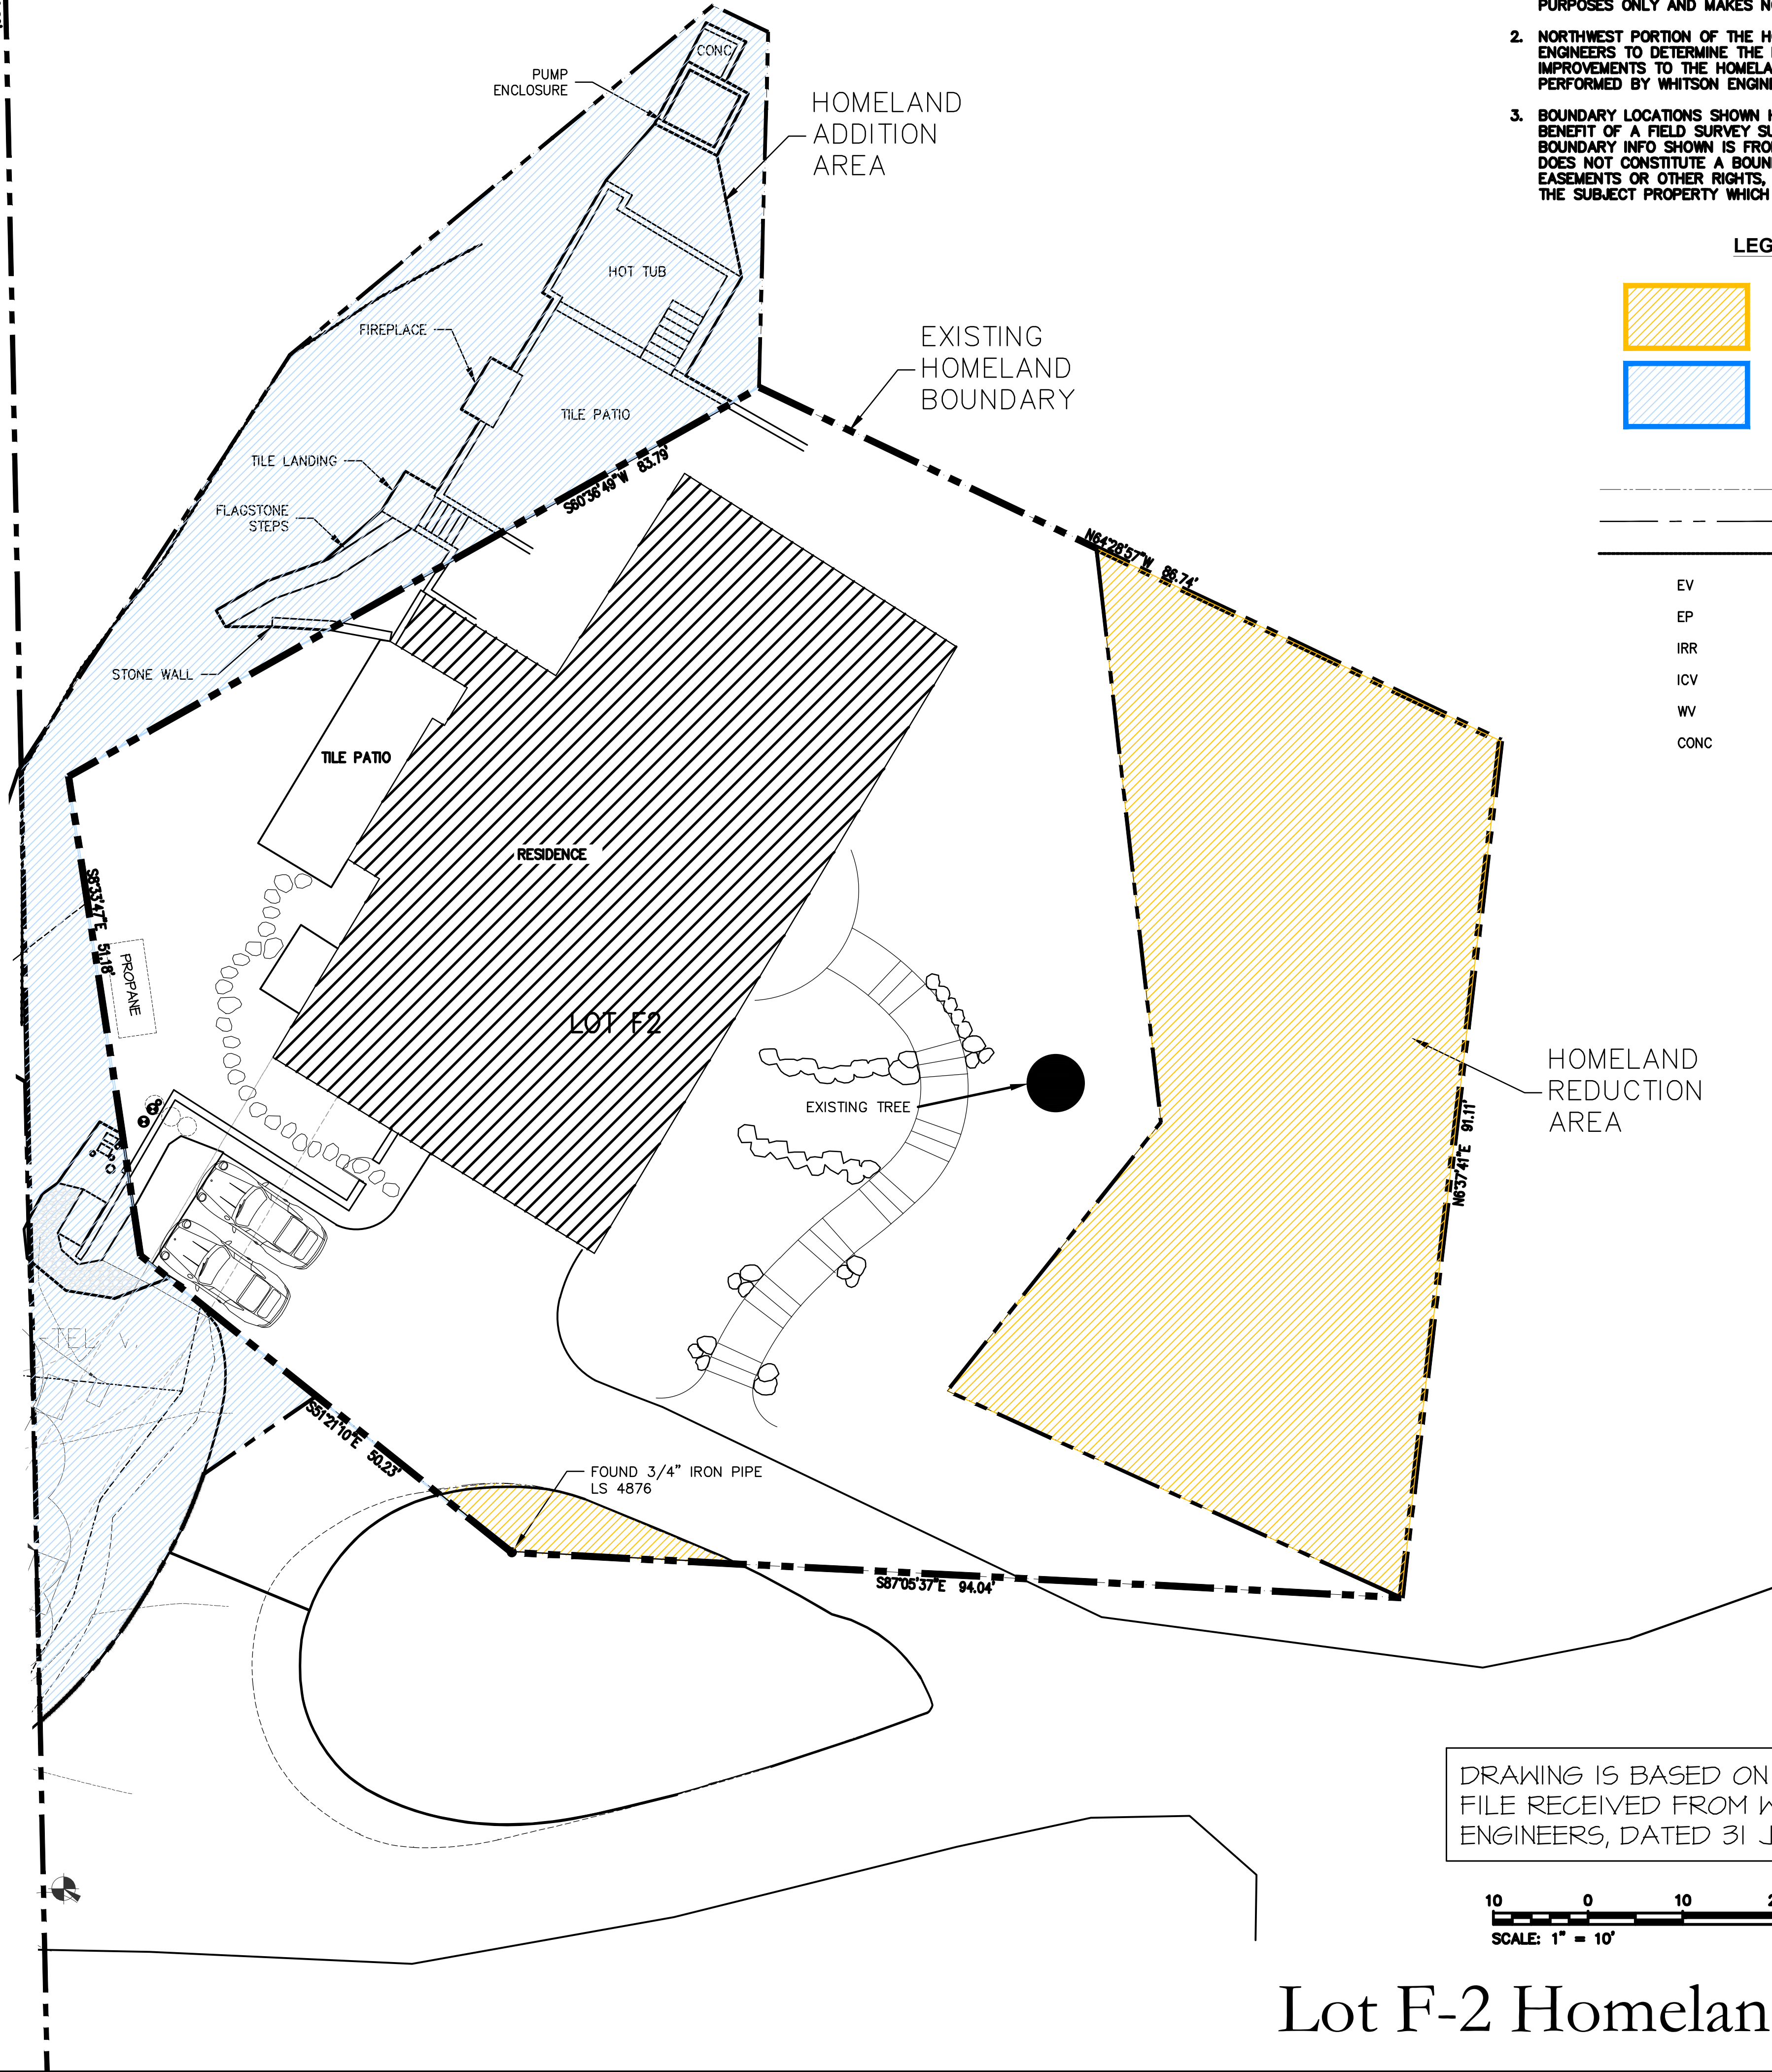 PURPOSES ONLY AND MAKES
2. NORTHWEST PORTION OF THE
ENGINEERS TO DETERMINE THE
IMPROVEMENTS TO THE
PERFORMED BY WHITSON
3. BOUNDARY LOCATIONS SHOWN
BENEFIT OF A FIELD SURVEY
BOUNDARY INFO SHOWN IS
DOES NOT CONSTITUTE A
EASEMENTS OR OTHER RIGHTS,
THE SUBJECT PROPERTY WHICH
LEG
EV
EP
IRR
ICV
WV
CONC
CONC
PUMP
ENCLOSURE
HOMELAND
ADDITION
AREA
HOT TUB
FIREPLACE
EXISTING
HOMELAND
BOUNDARY
TILE PATIO
TILE LANDING
FLAGSTONE
STEPS
S60°36'49"W 83.79'
N64°28'57"W 86.74'
STONE WALL
TILE PATIO
RESIDENCE
S8°33'47"E 51.18'
PROPANE
LOT F2
EXISTING TREE
HOMELAND
REDUCTION
AREA
N6°37'41"E 91.11'
S51°21'10"E 50.23'
FOUND 3/4" IRON PIPE
LS 4876
S87°05'37"E 94.04'
DRAWING IS BASED ON
FILE RECEIVED FROM
ENGINEERS, DATED 31
10 0 10
SCALE: 1" = 10'
Lot F-2 Homelan